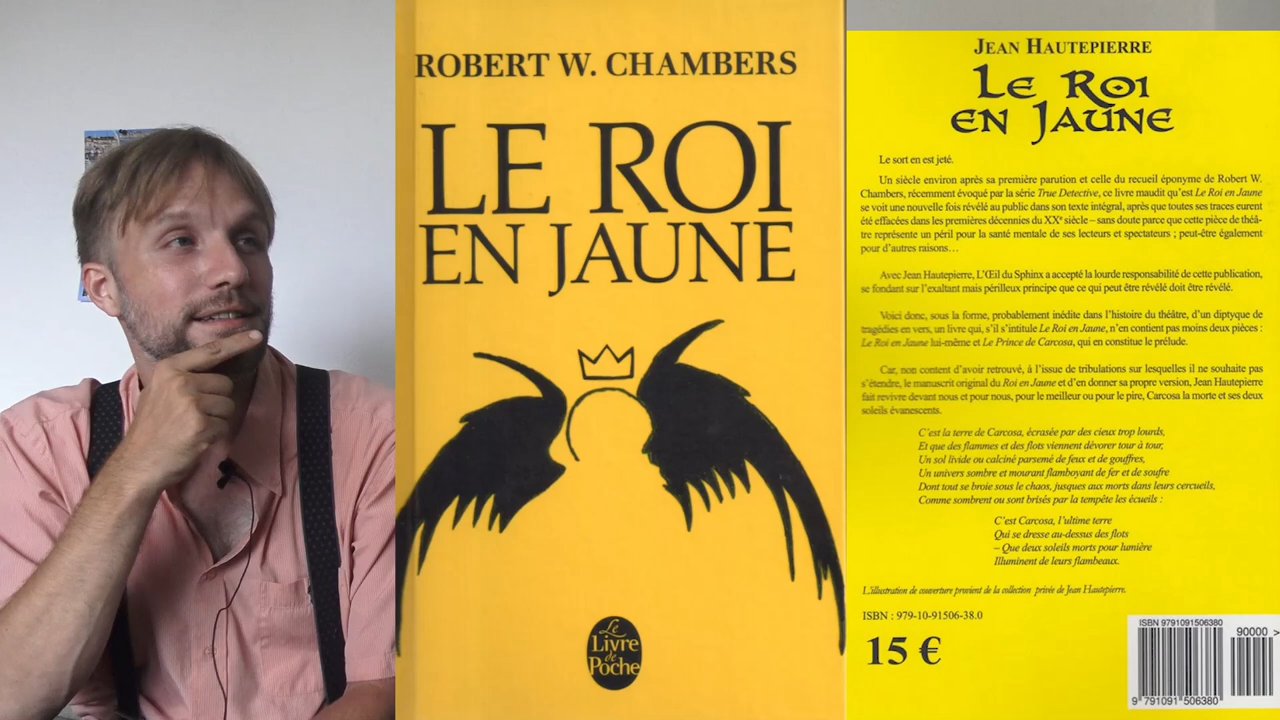 ROBERT W. CHAMBERS
LE ROI
EN JAUNE
Le
Livre
de
Poche
JEAN HAUTEPIERRE
LE ROI
EN JAUNE
Le sort en est jeté.
Un siècle environ après sa première parution et celle du recueil éponyme de Robert W.
Chambers, récemment évoqué par la série True Detective, ce livre maudit qu'est Le Roi en Jaune
se voit une nouvelle fois révélé au public dans son texte intégral, après que toutes ses traces eurent
été effacées dans les premières décennies du XXe siècle – sans doute parce que cette pièce de théâ-
tre représente un péril pour la santé mentale de ses lecteurs et spectateurs ; peut-être également
pour d'autres raisons…
Avec Jean Hautepierre, L'Œil du Sphinx a accepté la lourde responsabilité de cette publication,
se fondant sur l'exaltant mais périlleux principe que ce qui peut être révélé doit être révélé.
Voici donc, sous la forme, probablement inédite dans l'histoire du théâtre, d'un diptyque de
tragédies en vers, un livre qui, s'il s'intitule Le Roi en Jaune, n'en contient pas moins deux pièces :
Le Roi en Jaune lui-même et Le Prince de Carcosa, qui en constitue le prélude.
Car, non content d'avoir retrouvé, à l'issue de tribulations sur lesquelles il ne souhaite pas
s'étendre, le manuscrit original du Roi en Jaune et d'en donner sa propre version, Jean Hautepierre
fait revivre devant nous et pour nous, pour le meilleur ou pour le pire, Carcosa la morte et ses deux
soleils évanescents.
C'est la terre de Carcosa, écrasée par des cieux trop lourds,
Et que des flammes et des flots viennent dévorer tour à tour,
Un sol livide ou calciné parsemé de feux et de gouffres,
Un univers sombre et mourant flamboyant de fer et de soufre
Dont tout se broie sous le chaos, jusques aux morts dans leurs cercueils,
Comme sombrent ou sont brisés par la tempête les écueils :
C'est Carcosa, l'ultime terre
Qui se dresse au-dessus des flots
– Que deux soleils morts pour lumière
Illuminent de leurs flambeaux.
L'illustration de couverture provient de la collection privée de Jean Hautepierre.
ISBN : 979-10-91506-38.0
15 €
ISBN 9791091506380
90000 >
9 791091 506380